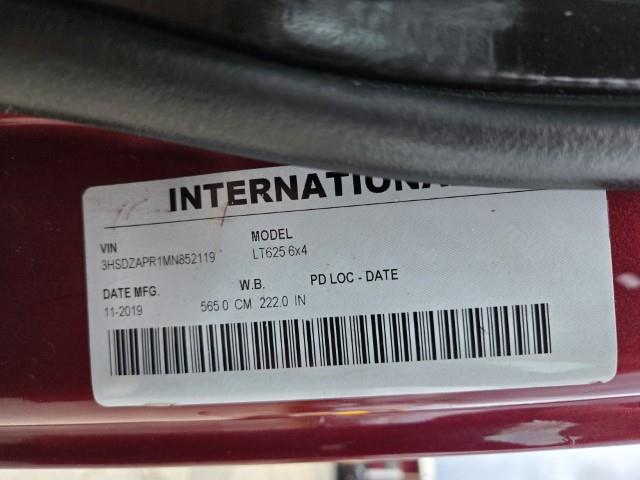 INTERNATIONA
VIN MODEL
3HSDZAPR1MN852119 LT625 6x4
DATE MFG. W.B. PD LOC - DATE
11-2019 565.0 CM 222.0 IN